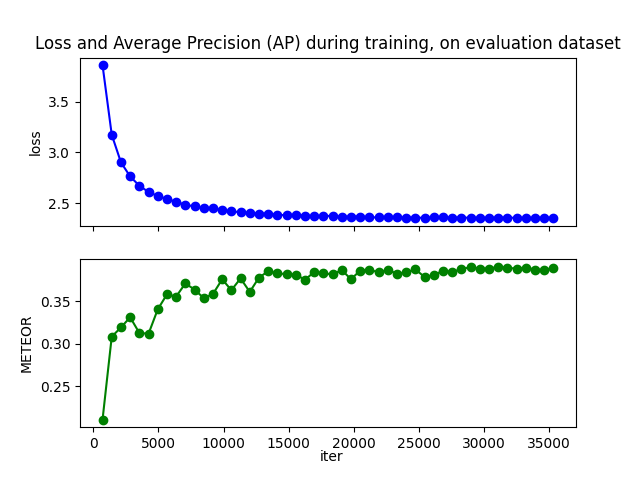 Loss and Average Precision (AP) during training, on evaluation dataset
3.5
3.0
2.5
loss
0.35
0.30
0.25
METEOR
0 5000 10000 15000 20000 25000 30000 35000
iter